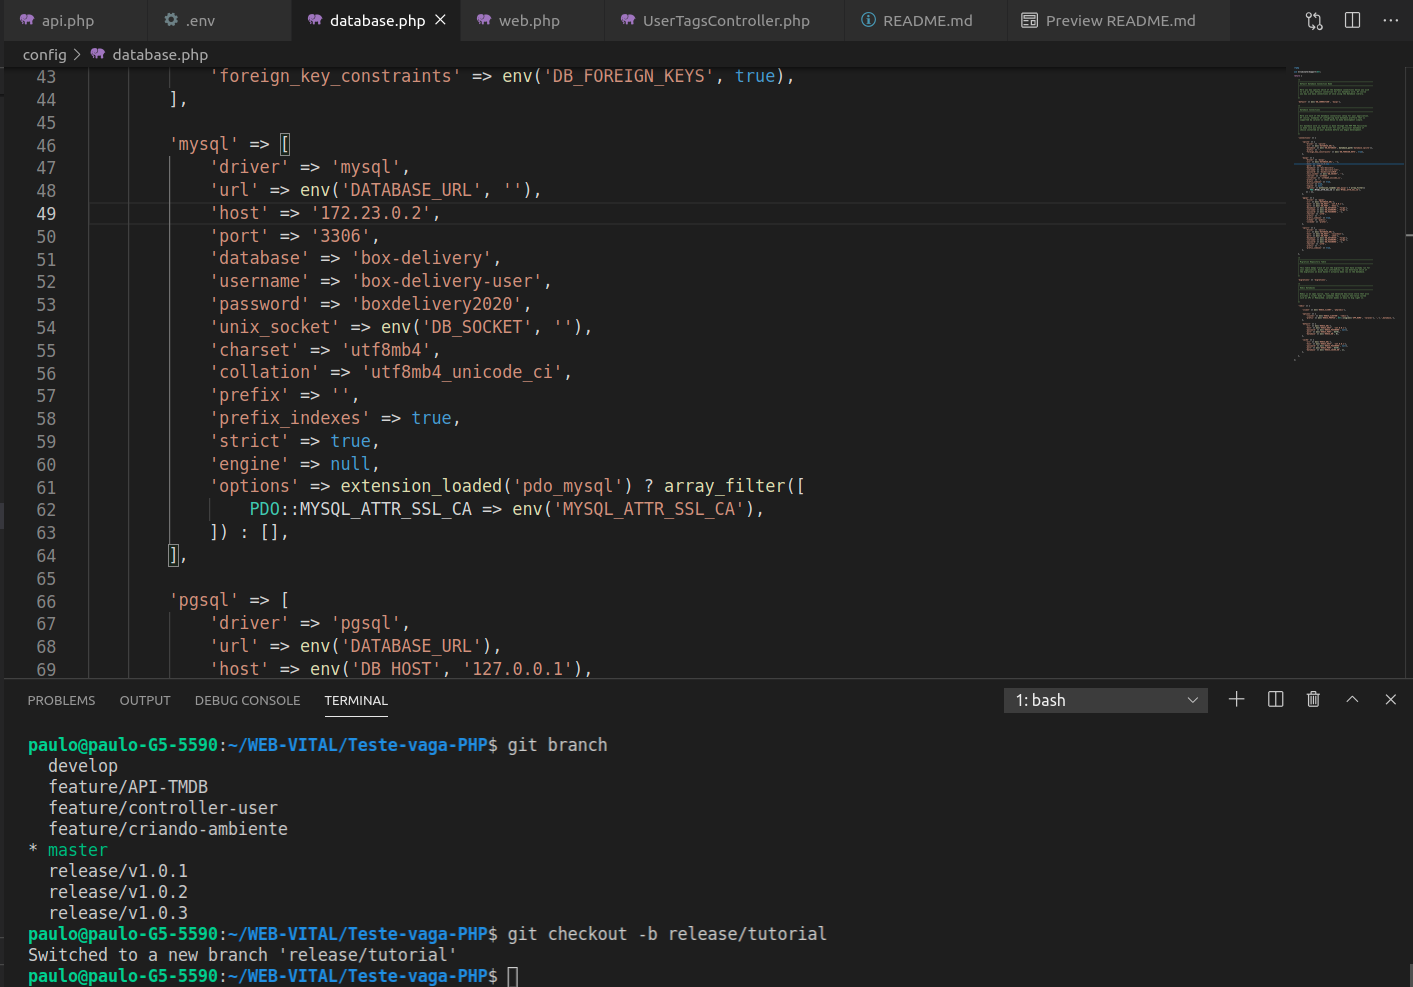 api.php .env database.php web.php UserTagsController.php README.md Preview README.md
config > database.php
43 'foreign_key_constraints' => env('DB_FOREIGN_KEYS', true),
44 ],
45
46 'mysql' => [
47 'driver' => 'mysql',
48 'url' => env('DATABASE_URL', ''),
49 'host' => '172.23.0.2',
50 'port' => '3306',
51 'database' => 'box-delivery',
52 'username' => 'box-delivery-user',
53 'password' => 'boxdelivery2020',
54 'unix_socket' => env('DB_SOCKET', ''),
55 'charset' => 'utf8mb4',
56 'collation' => 'utf8mb4_unicode_ci',
57 'prefix' => '',
58 'prefix_indexes' => true,
59 'strict' => true,
60 'engine' => null,
61 'options' => extension_loaded('pdo_mysql') ? array_filter([
62 PDO::MYSQL_ATTR_SSL_CA => env('MYSQL_ATTR_SSL_CA'),
63 ]) : [],
64 ],
65
66 'pgsql' => [
67 'driver' => 'pgsql',
68 'url' => env('DATABASE_URL'),
69 'host' => env('DB_HOST', '127.0.0.1'),
PROBLEMS OUTPUT DEBUG CONSOLE TERMINAL 1: bash
paulo@paulo-G5-5590:~/WEB-VITAL/Teste-vaga-PHP$ git branch
develop
feature/API-TMDB
feature/controller-user
feature/criando-ambiente
* master
release/v1.0.1
release/v1.0.2
release/v1.0.3
paulo@paulo-G5-5590:~/WEB-VITAL/Teste-vaga-PHP$ git checkout -b release/tutorial
Switched to a new branch 'release/tutorial'
paulo@paulo-G5-5590:~/WEB-VITAL/Teste-vaga-PHP$